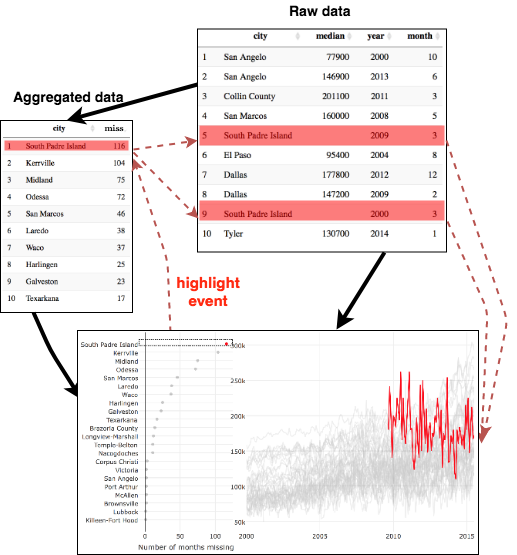 Raw data
city median year month
1 San Angelo 77900 2000 10
2 San Angelo 146900 2013 6
3 Collin County 201100 2011 3
4 San Marcos 160000 2008 5
5 South Padre Island 2009 3
6 El Paso 95400 2004 8
7 Dallas 177800 2012 12
8 Dallas 147200 2009 2
9 South Padre Island 2000 3
10 Tyler 130700 2014 1
Aggregated data
city miss
1 South Padre Island 116
2 Kerrville 104
3 Midland 75
4 Odessa 72
5 San Marcos 46
6 Laredo 38
7 Waco 37
8 Harlingen 25
9 Galveston 23
10 Texarkana 17
highlight
event
South Padre Island
Kerrville
Midland
Odessa
San Marcos
Laredo
Waco
Harlingen
Galveston
Texarkana
Brazoria County
Longview-Marshall
Temple-Belton
Nacogdoches
Corpus Christi
Victoria
San Angelo
Port Arthur
McAllen
Brownsville
Lubbock
Killeen-Fort Hood
0 50 100
Number of months missing
300k
250k
200k
150k
100k
50k
2000 2005 2010 2015